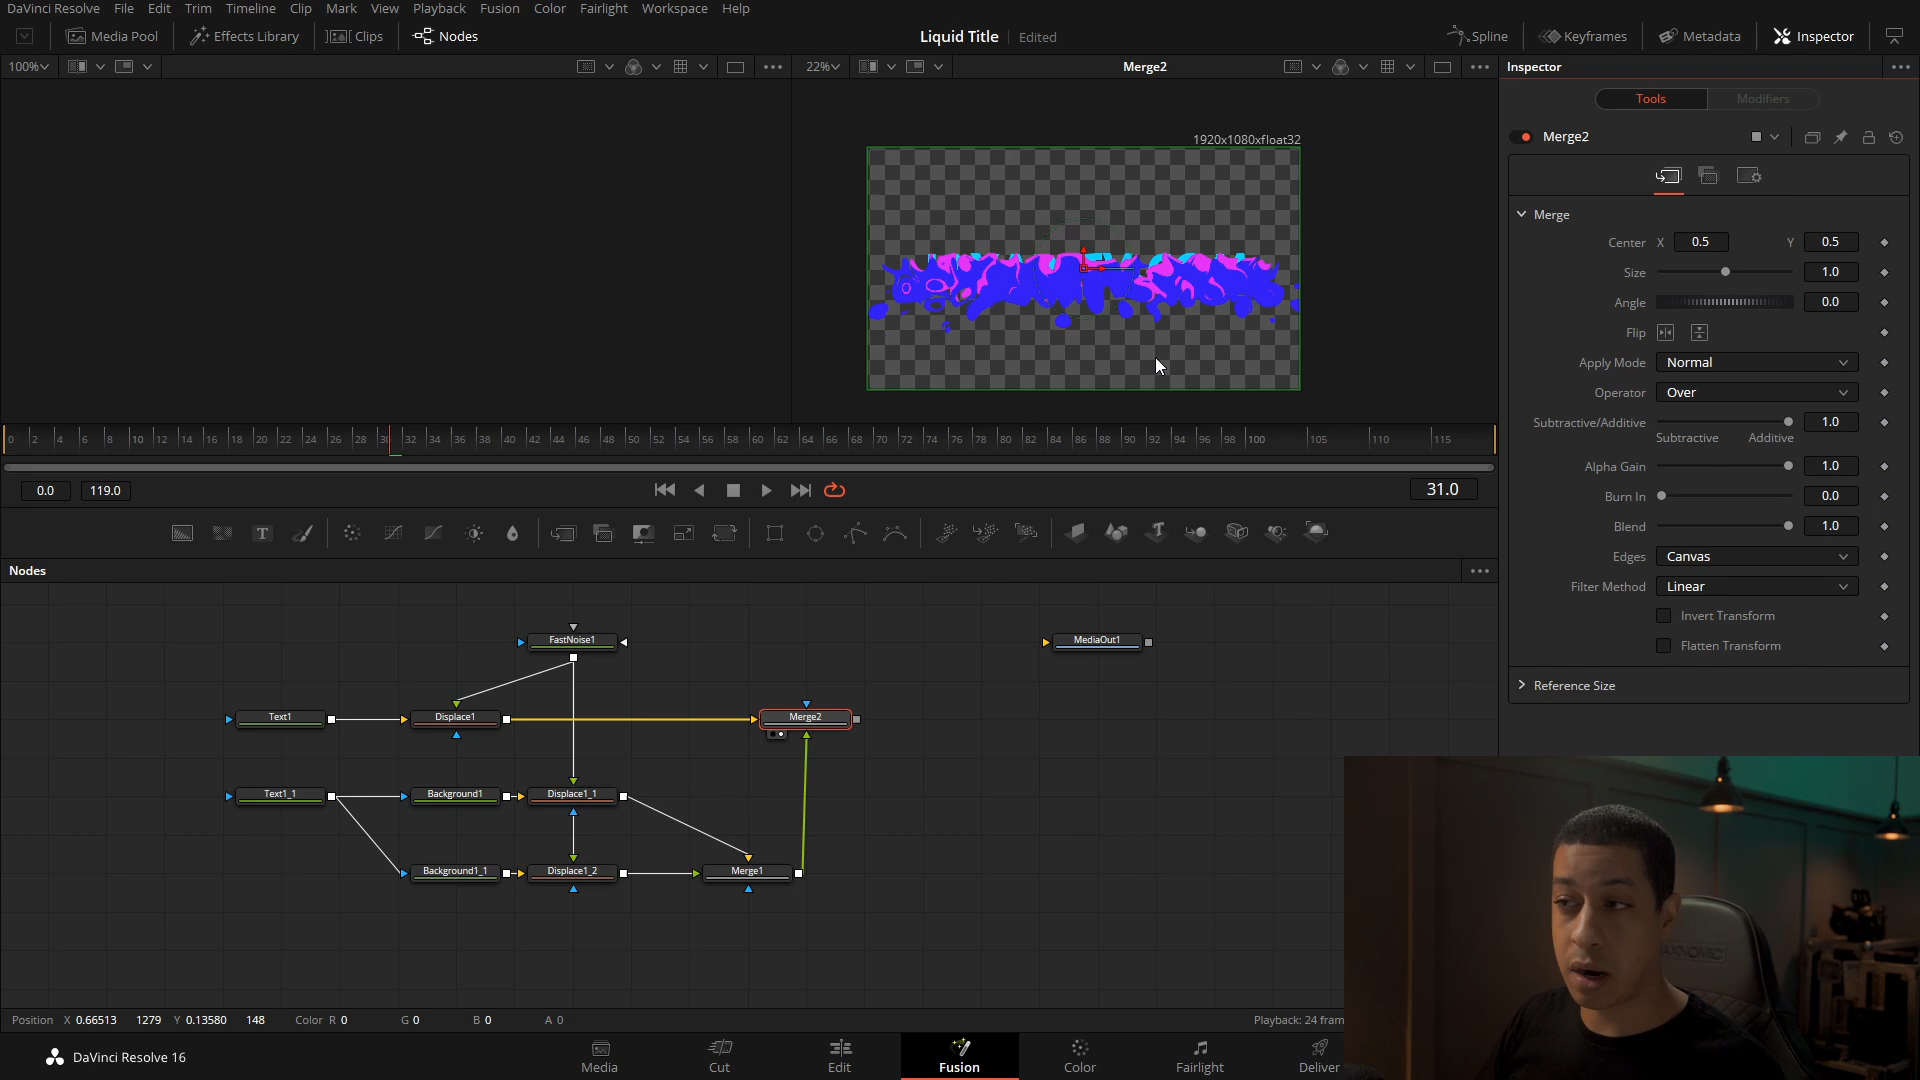 DaVinci Resolve File Edit Trim Timeline Clip Mark View Playback Fusion Color Fairlight Workspace Help
Media Pool Effects Library Clips Nodes Liquid Title Edited Spline Keyframes Metadata Inspector
100% 22% Merge2 Inspector
Tools Modifiers
1920x1080xfloat32
Merge2
Merge
Center X 0.5 Y 0.5
Size 1.0
Angle 0.0
Flip
Apply Mode Normal
Operator Over
Subtractive/Additive 1.0
Subtractive Additive
Alpha Gain 1.0
Burn In 0.0
Blend 1.0
Edges Canvas
Filter Method Linear
Invert Transform
Flatten Transform
Reference Size
0 2 4 6 8 10 12 14 16 18 20 22 24 26 28 30 32 34 36 38 40 42 44 46 48 50 52 54 56 58 60 62 64 66 68 70 72 74 76 78 80 82 84 86 88 90 92 94 96 98 100 105 110 115
0.0 119.0 31.0
Nodes
FastNoise1 MediaOut1
Text1 Displace1 Merge2
Text1_1 Background1 Displace1_1
Background1_1 Displace1_2 Merge1
Position X 0.66513 1279 Y 0.13580 148 Color R 0 G 0 B 0 A 0 Playback: 24 fram
DaVinci Resolve 16 Media Cut Edit Fusion Color Fairlight Deliver